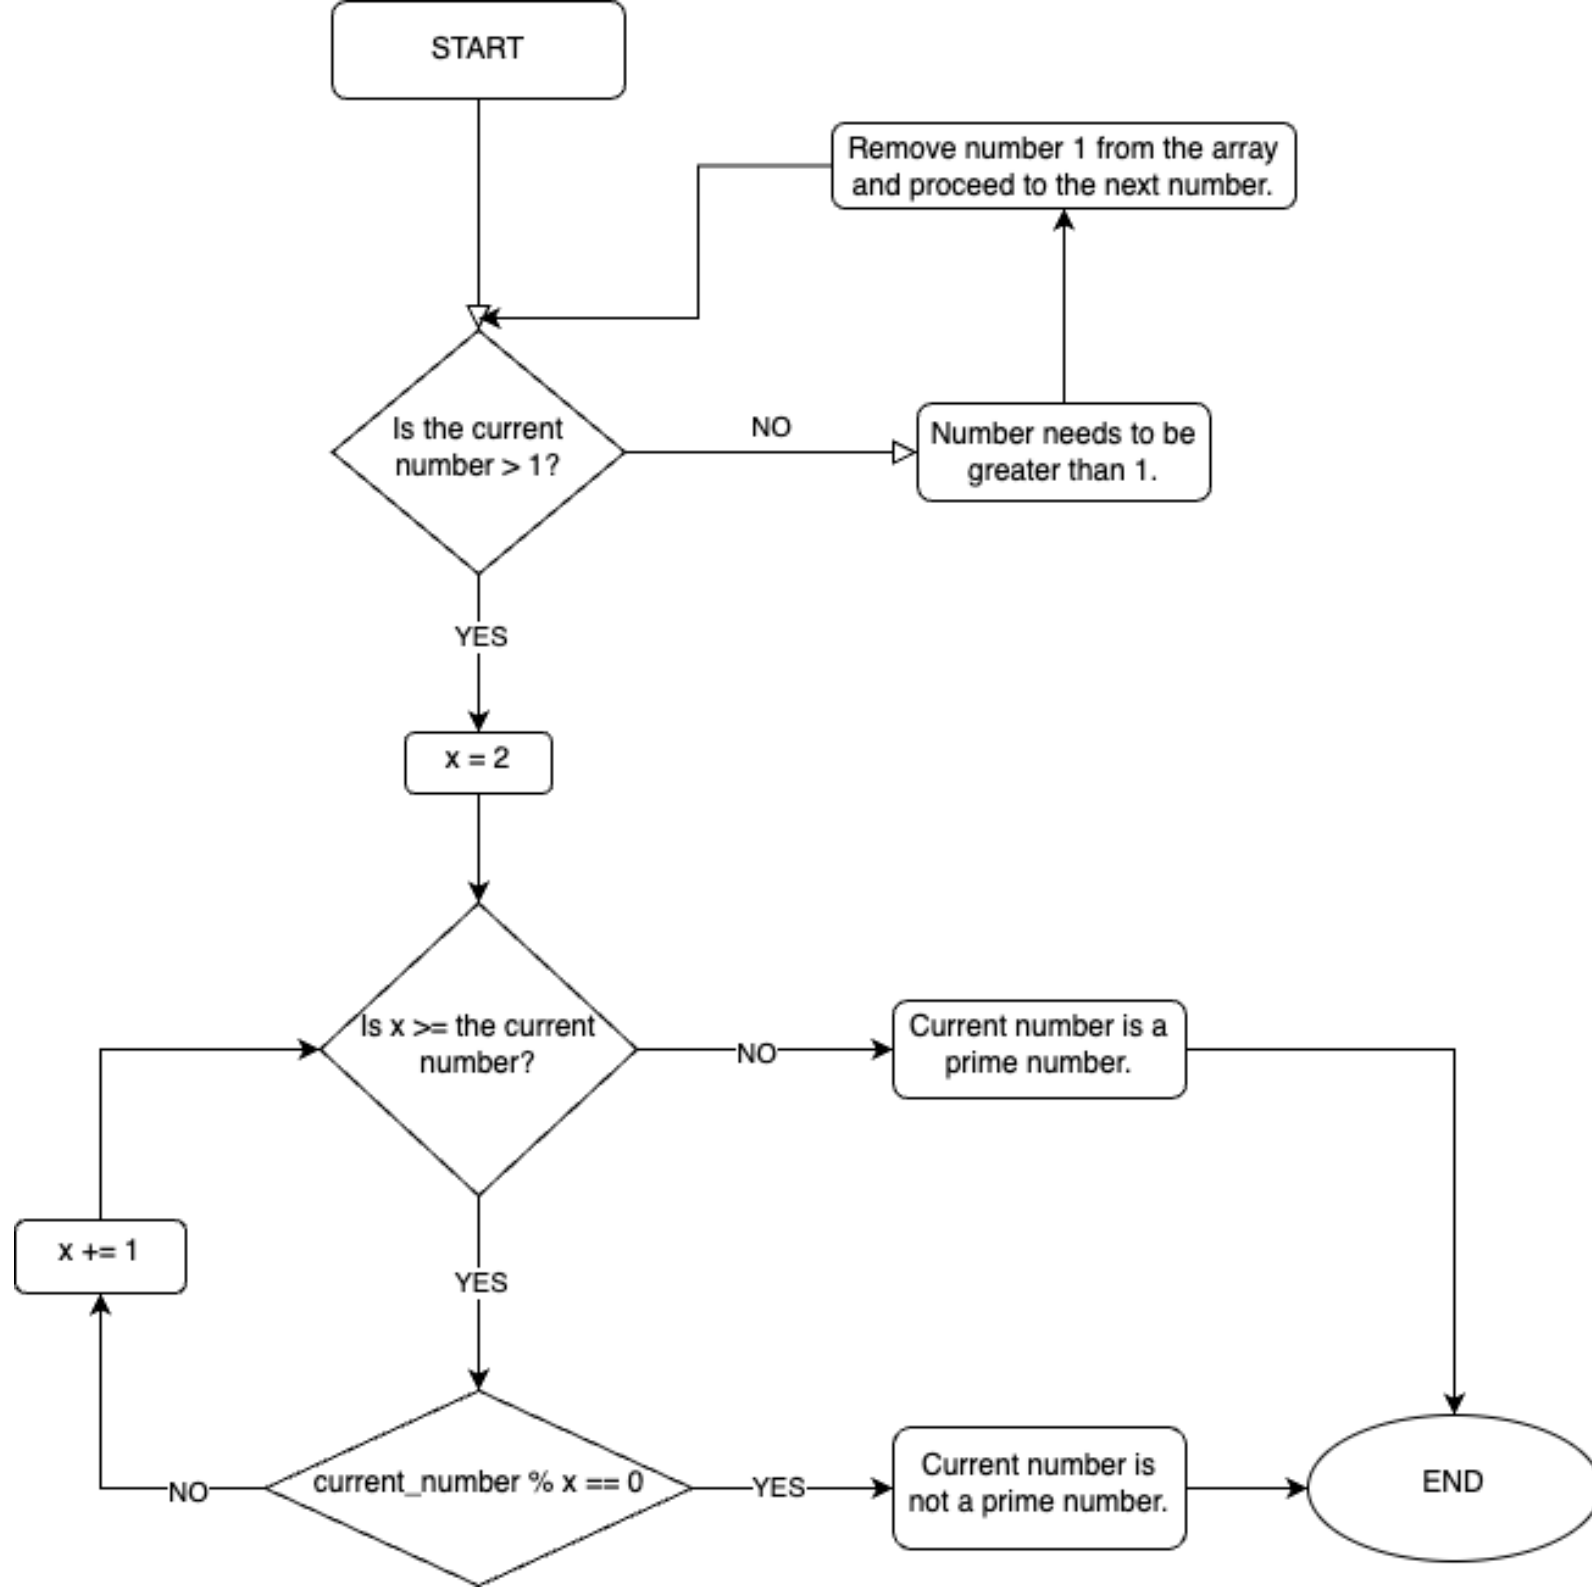 START
Remove number 1 from the array
and proceed to the next number.
Is the current
number > 1?
NO
Number needs to be
greater than 1.
YES
x = 2
Is x >= the current
number?
NO
Current number is a
prime number.
x += 1
YES
current_number % x == 0
NO
YES
Current number is
not a prime number.
END